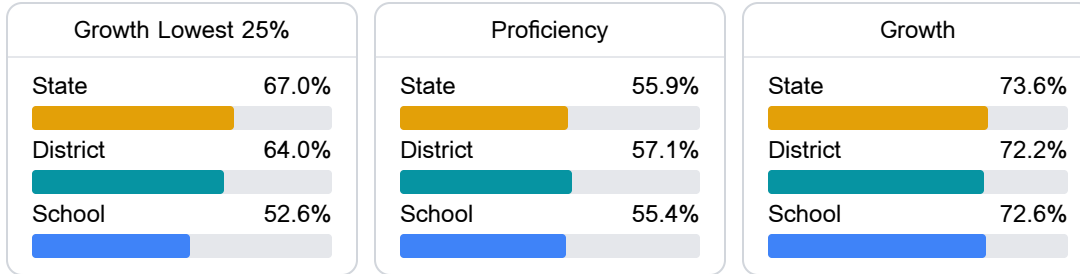 Growth Lowest 25%
State 67.0%
District 64.0%
School 52.6%
Proficiency
State 55.9%
District 57.1%
School 55.4%
Growth
State 73.6%
District 72.2%
School 72.6%